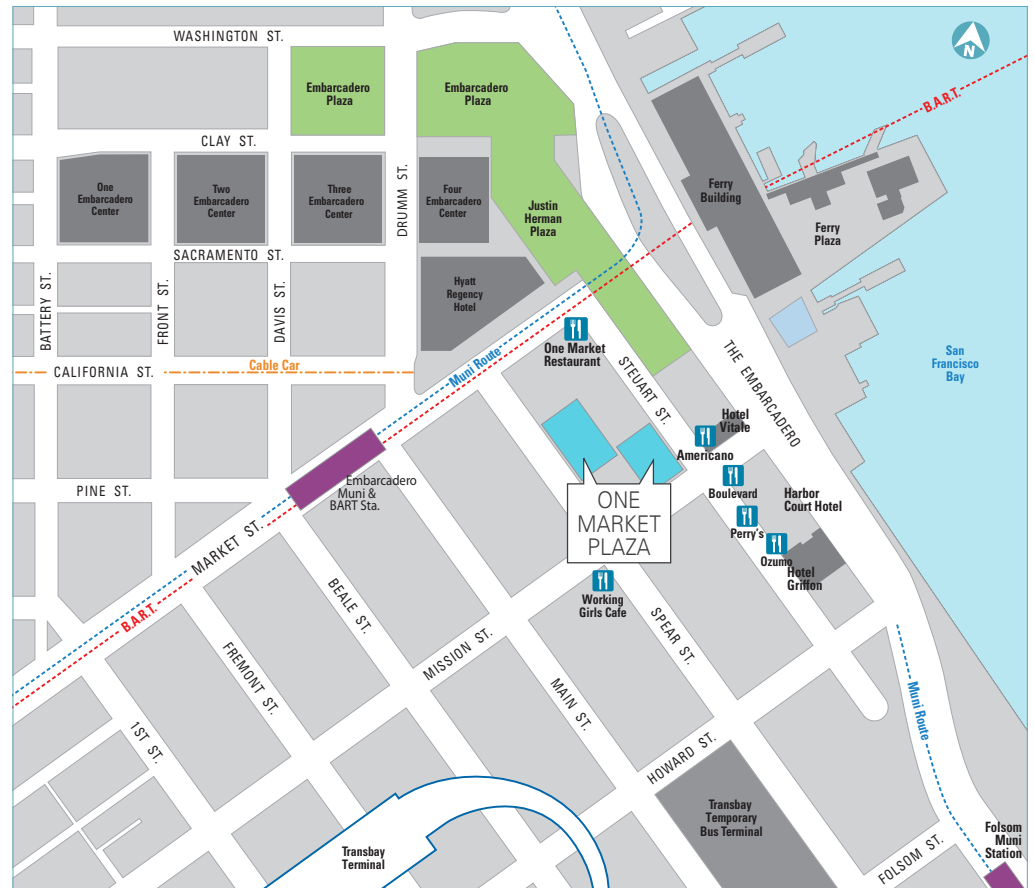 WASHINGTON ST.
N
Embarcadero
Plaza
Embarcadero
Plaza
B.A.R.T.
CLAY ST.
One
Embarcadero
Center
Two
Embarcadero
Center
Three
Embarcadero
Center
DRUMM ST.
Four
Embarcadero
Center
Justin
Herman
Plaza
Ferry
Building
Ferry
Plaza
SACRAMENTO ST.
BATTERY ST.
FRONT ST.
DAVIS ST.
Hyatt
Regency
Hotel
One Market
Restaurant
Muni Route
Cable Car
CALIFORNIA ST.
STEUART ST.
THE EMBARCADERO
San
Francisco
Bay
Hotel
Vitale
Americano
Embarcadero
Muni &
BART Sta.
PINE ST.
MARKET ST.
Boulevard
Harbor
Court Hotel
ONE
MARKET
PLAZA
Perry's
Ozumo
Hotel
Griffon
Working
Girls Cafe
B.A.R.T.
BEALE ST.
FREMONT ST.
MISSION ST.
SPEAR ST.
MAIN ST.
1ST ST.
Muni Route
HOWARD ST.
Transbay
Temporary
Bus Terminal
Transbay
Terminal
FOLSOM ST.
Folsom
Muni
Station